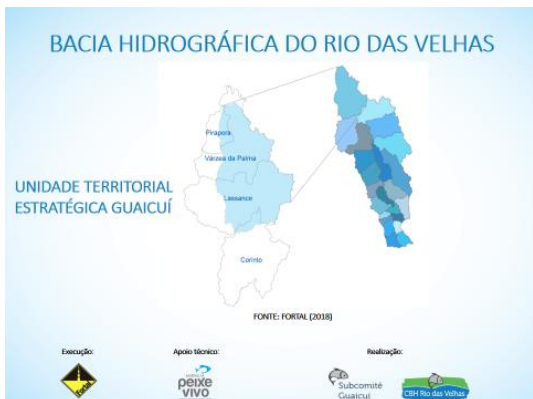 BACIA HIDROGRÁFICA DO RIO DAS VELHAS
Pirapora
Várzea da Palma
UNIDADE TERRITORIAL
ESTRATÉGICA GUAICUÍ
Lassance
Corinto
FONTE: FORTAL (2018)
Execução:
Apoio técnico:
Realização:
Fortal
peixe
vivo
Subcomitê
Guaicuí
CBH Rio das Velhas